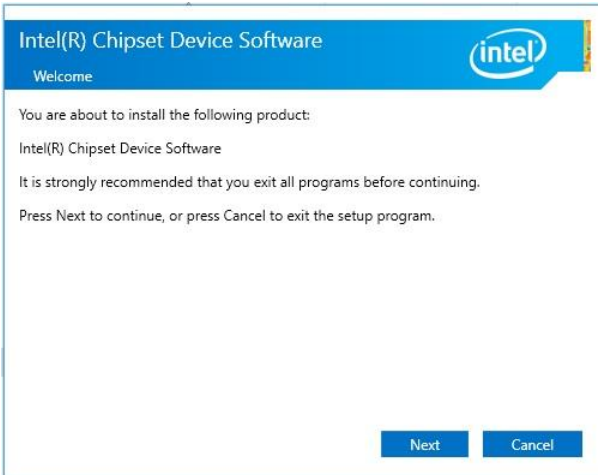 Intel(R) Chipset Device Software
intel
Welcome
You are about to install the following product:
Intel(R) Chipset Device Software
It is strongly recommended that you exit all programs before continuing.
Press Next to continue, or press Cancel to exit the setup program.
Next Cancel